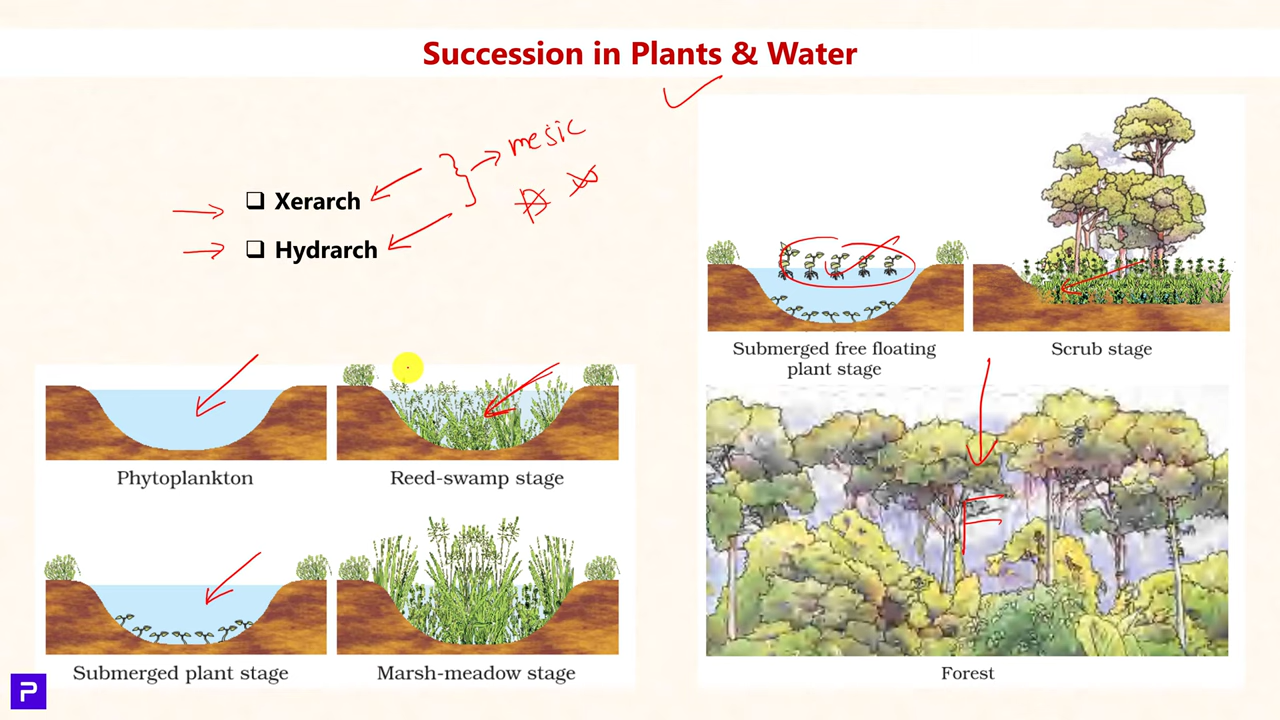 Succession in Plants & Water
mesic
Xerarch
Hydrarch
Submerged free floating
plant stage
Scrub stage
Phytoplankton
Reed-swamp stage
F
Submerged plant stage
Marsh-meadow stage
Forest
P